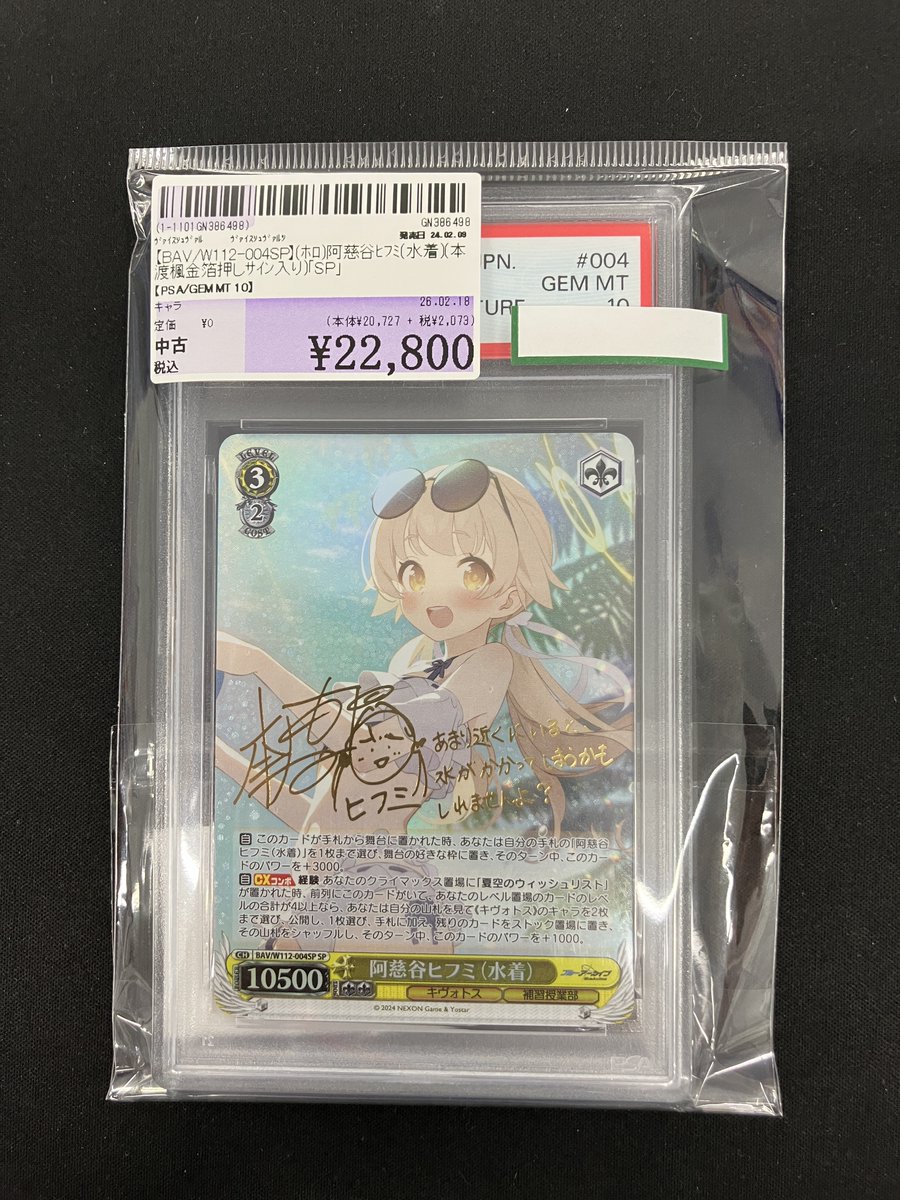 (1-1101GN386498)
GN386498
ヴァイスシュヴァル ヴァイスシュヴァルツ
発売日 24.02.09
【BAV/W112-004SP】(ホロ)阿慈谷ヒフミ(水着)(本
渡楓金箔押しサイン入り)「SP」
【PSA/GEM MT 10】
キャラ
26.02.18
定価 ¥0
(本体¥20,727 + 税¥2,073)
中古
税込
¥22,800
PN.
#004
GEM MT
TURE
10
LEVEL
3
2
COST
あまり近くにいると、
水がかかってしまうかも
ヒフミ
しれませんよ?
このカードが手札から舞台に置かれた時、あなたは自分の手札の「阿慈谷
ヒフミ(水着)」を1枚まで選び、舞台の好きな枠に置き、そのターン中、このカー
ドのパワーを+3000。
CXコンボ 経験 あなたのクライマックス置場に「夏空のウィッシュリスト」
が置かれた時、前列にこのカードがいて、あなたのレベル置場のカードのレベ
ルの合計が4以上なら、あなたは自分の山札を見て《キヴォトス》のキャラを2枚
まで選び、公開し、1枚選び、手札に加え、残りのカードをストック置場に置き、
その山札をシャッフルし、そのターン中、このカードのパワーを+1000。
CH BAV/W112-004SP SP
10500
阿慈谷ヒフミ(水着)
ブルーアーカイブ
キヴォトス
補習授業部
© 2024 NEXON Games & Yostar